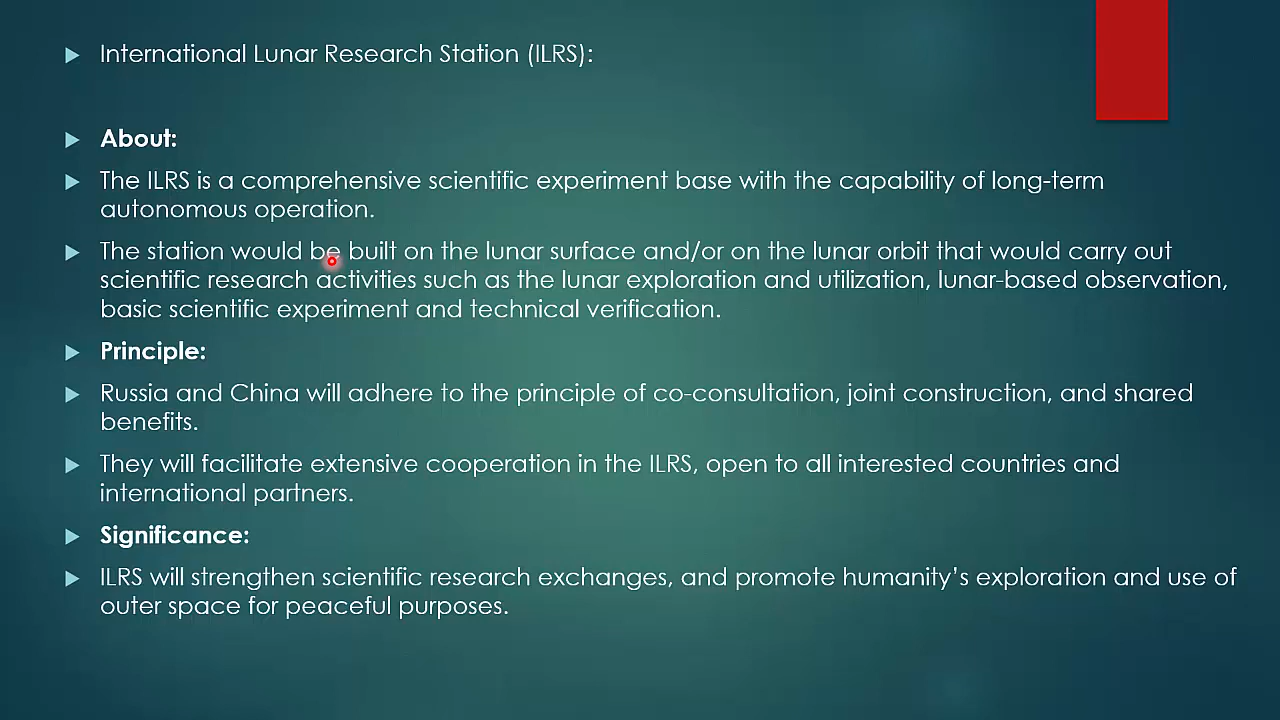 International Lunar Research Station (ILRS):
About:
The ILRS is a comprehensive scientific experiment base with the capability of long-term
autonomous operation.
The station would be built on the lunar surface and/or on the lunar orbit that would carry out
scientific research activities such as the lunar exploration and utilization, lunar-based observation,
basic scientific experiment and technical verification.
Principle:
Russia and China will adhere to the principle of co-consultation, joint construction, and shared
benefits.
They will facilitate extensive cooperation in the ILRS, open to all interested countries and
international partners.
Significance:
ILRS will strengthen scientific research exchanges, and promote humanity’s exploration and use of
outer space for peaceful purposes.